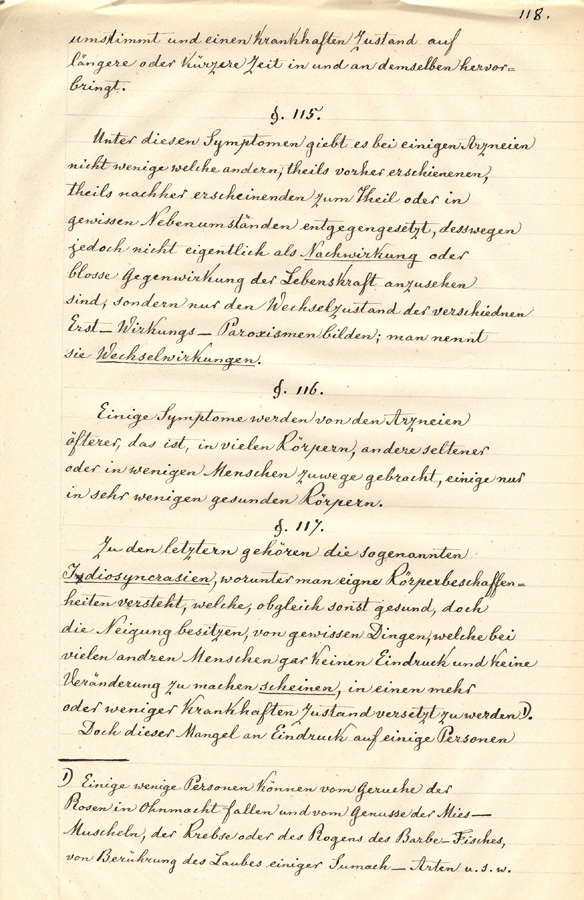 118.
umstimmt und einen krankhaften Zustand auf
längere oder kürzere Zeit in und an demselben hervor=
bringt.
§. 115.
Unter diesen Symptomen giebt es bei einigen Arzneien
nicht wenige welche andern, theils vorher erschienenen,
theils nachher erscheinenden zum Theil oder in
gewissen Nebenumständen entgegengesetzt, desswegen
jedoch nicht eigentlich als Nachwirkung oder
blosse Gegenwirkung der Lebenskraft anzusehen
sind, sondern nur den Wechselzustand der verschiednen
Erst-Wirkungs-Paroxismen bilden; man nennt
sie Wechselwirkungen.
§. 116.
Einige Symptome werden von den Arzneien
öfterer, das ist, in vielen Körpern, andere seltener
oder in wenigen Menschen zuwege gebracht, einige nur
in sehr wenigen gesunden Körpern.
§. 117.
Zu den letztern gehören die sogenannten
Idiosyncrasien, worunter man eigne Körperbeschaffen=
heiten versteht, welche, obgleich sonst gesund, doch
die Neigung besitzen, von gewissen Dingen, welche bei
vielen andren Menschen gar keinen Eindruck und keine
Veränderung zu machen scheinen, in einen mehr
oder weniger krankhaften Zustand versetzt zu werden 1).
Doch dieser Mangel an Eindruck auf einige Personen
1) Einige wenige Personen können vom Geruche der
Rosen in Ohnmacht fallen und vom Genusse der Mies-
Muscheln, der Krebse oder des Rogens des Barbe-Fisches,
von Berührung des Laubes einiger Sumach-Arten u.s.w.